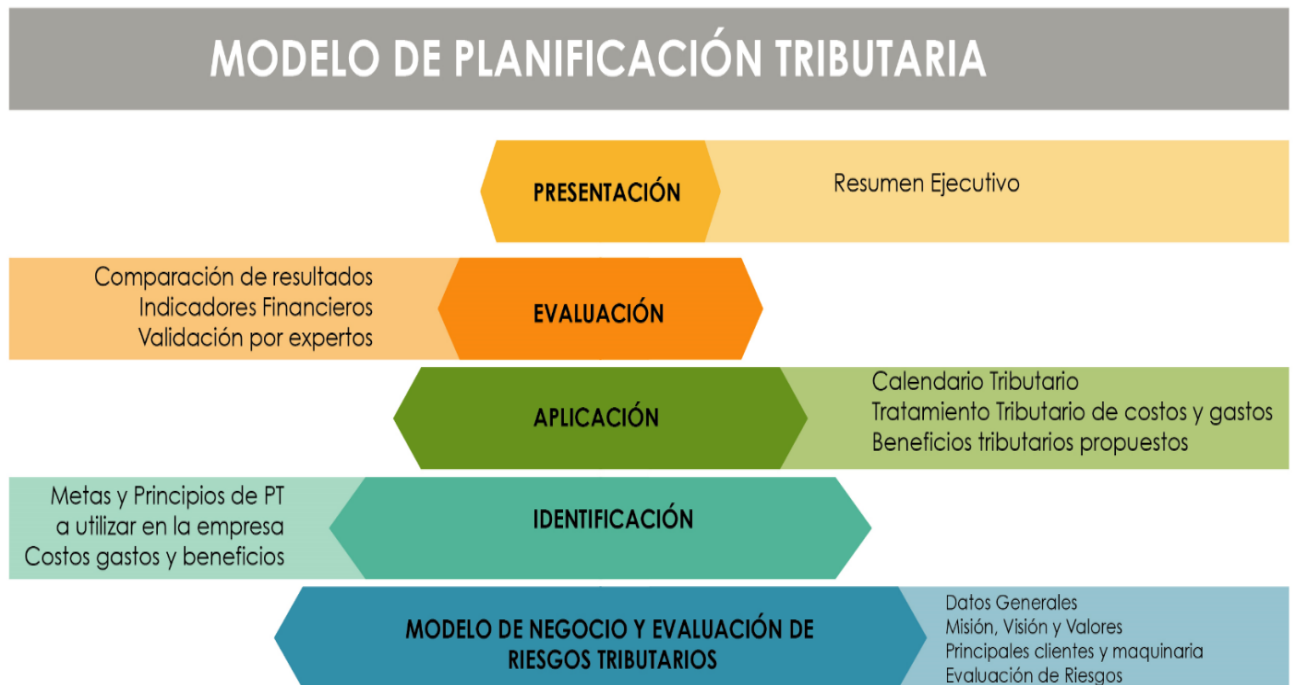 MODELO DE PLANIFICACIÓN TRIBUTARIA
PRESENTACIÓN
Resumen Ejecutivo
Comparación de resultados
Indicadores Financieros
Validación por expertos
EVALUACIÓN
APLICACIÓN
Calendario Tributario
Tratamiento Tributario de costos y gastos
Beneficios tributarios propuestos
Metas y Principios de PT
a utilizar en la empresa
Costos gastos y beneficios
IDENTIFICACIÓN
MODELO DE NEGOCIO Y EVALUACIÓN DE
RIESGOS TRIBUTARIOS
Datos Generales
Misión, Visión y Valores
Principales clientes y maquinaria
Evaluación de Riesgos